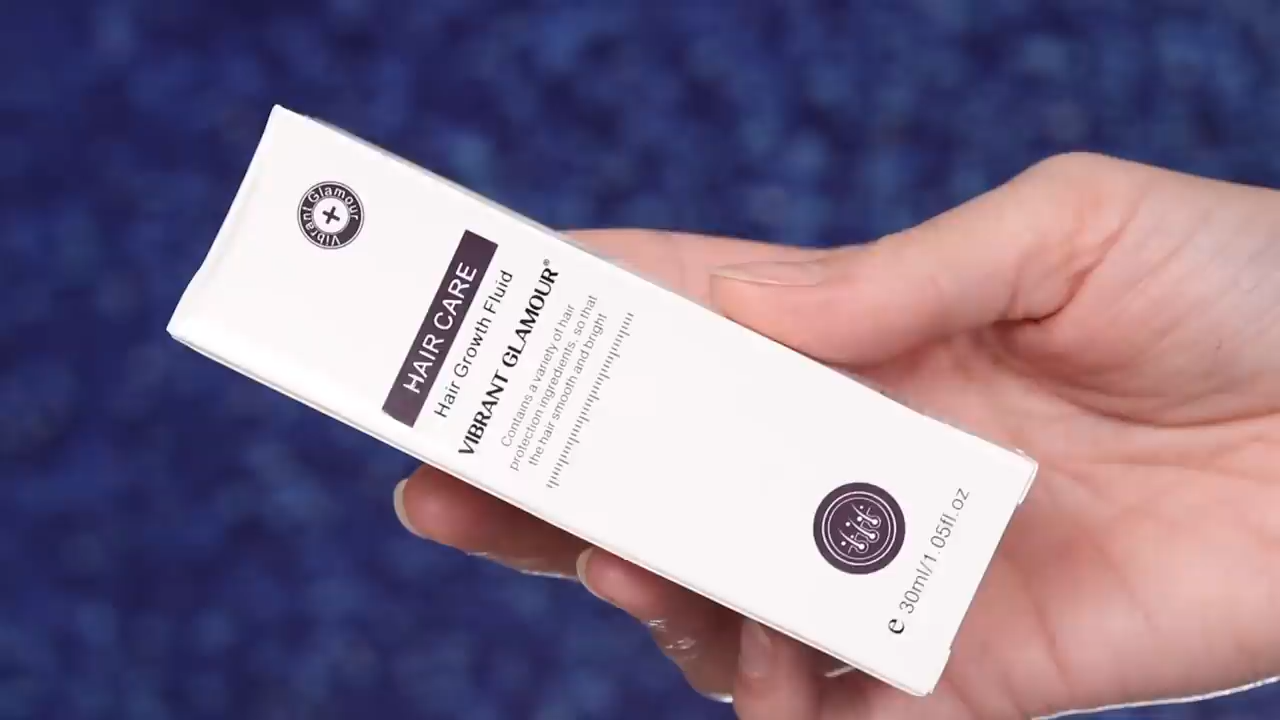 Vibrant Glamour
HAIR CARE
Hair Growth Fluid
VIBRANT GLAMOUR®
Contains a variety of hair
protection ingredients, so that
the hair smooth and bright
e 30ml/1.05fl.oz